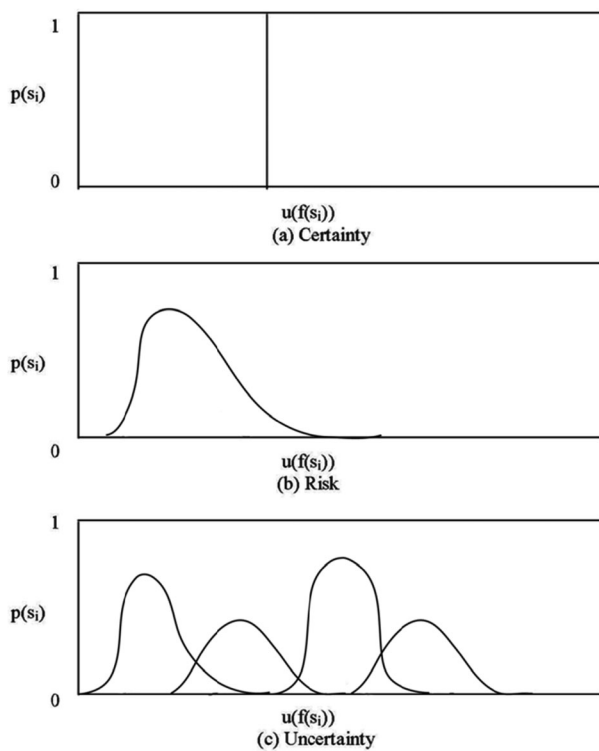 1
p(sᵢ)
0
u(f(sᵢ))
(a) Certainty
1
p(sᵢ)
0
u(f(sᵢ))
(b) Risk
1
p(sᵢ)
0
u(f(sᵢ))
(c) Uncertainty